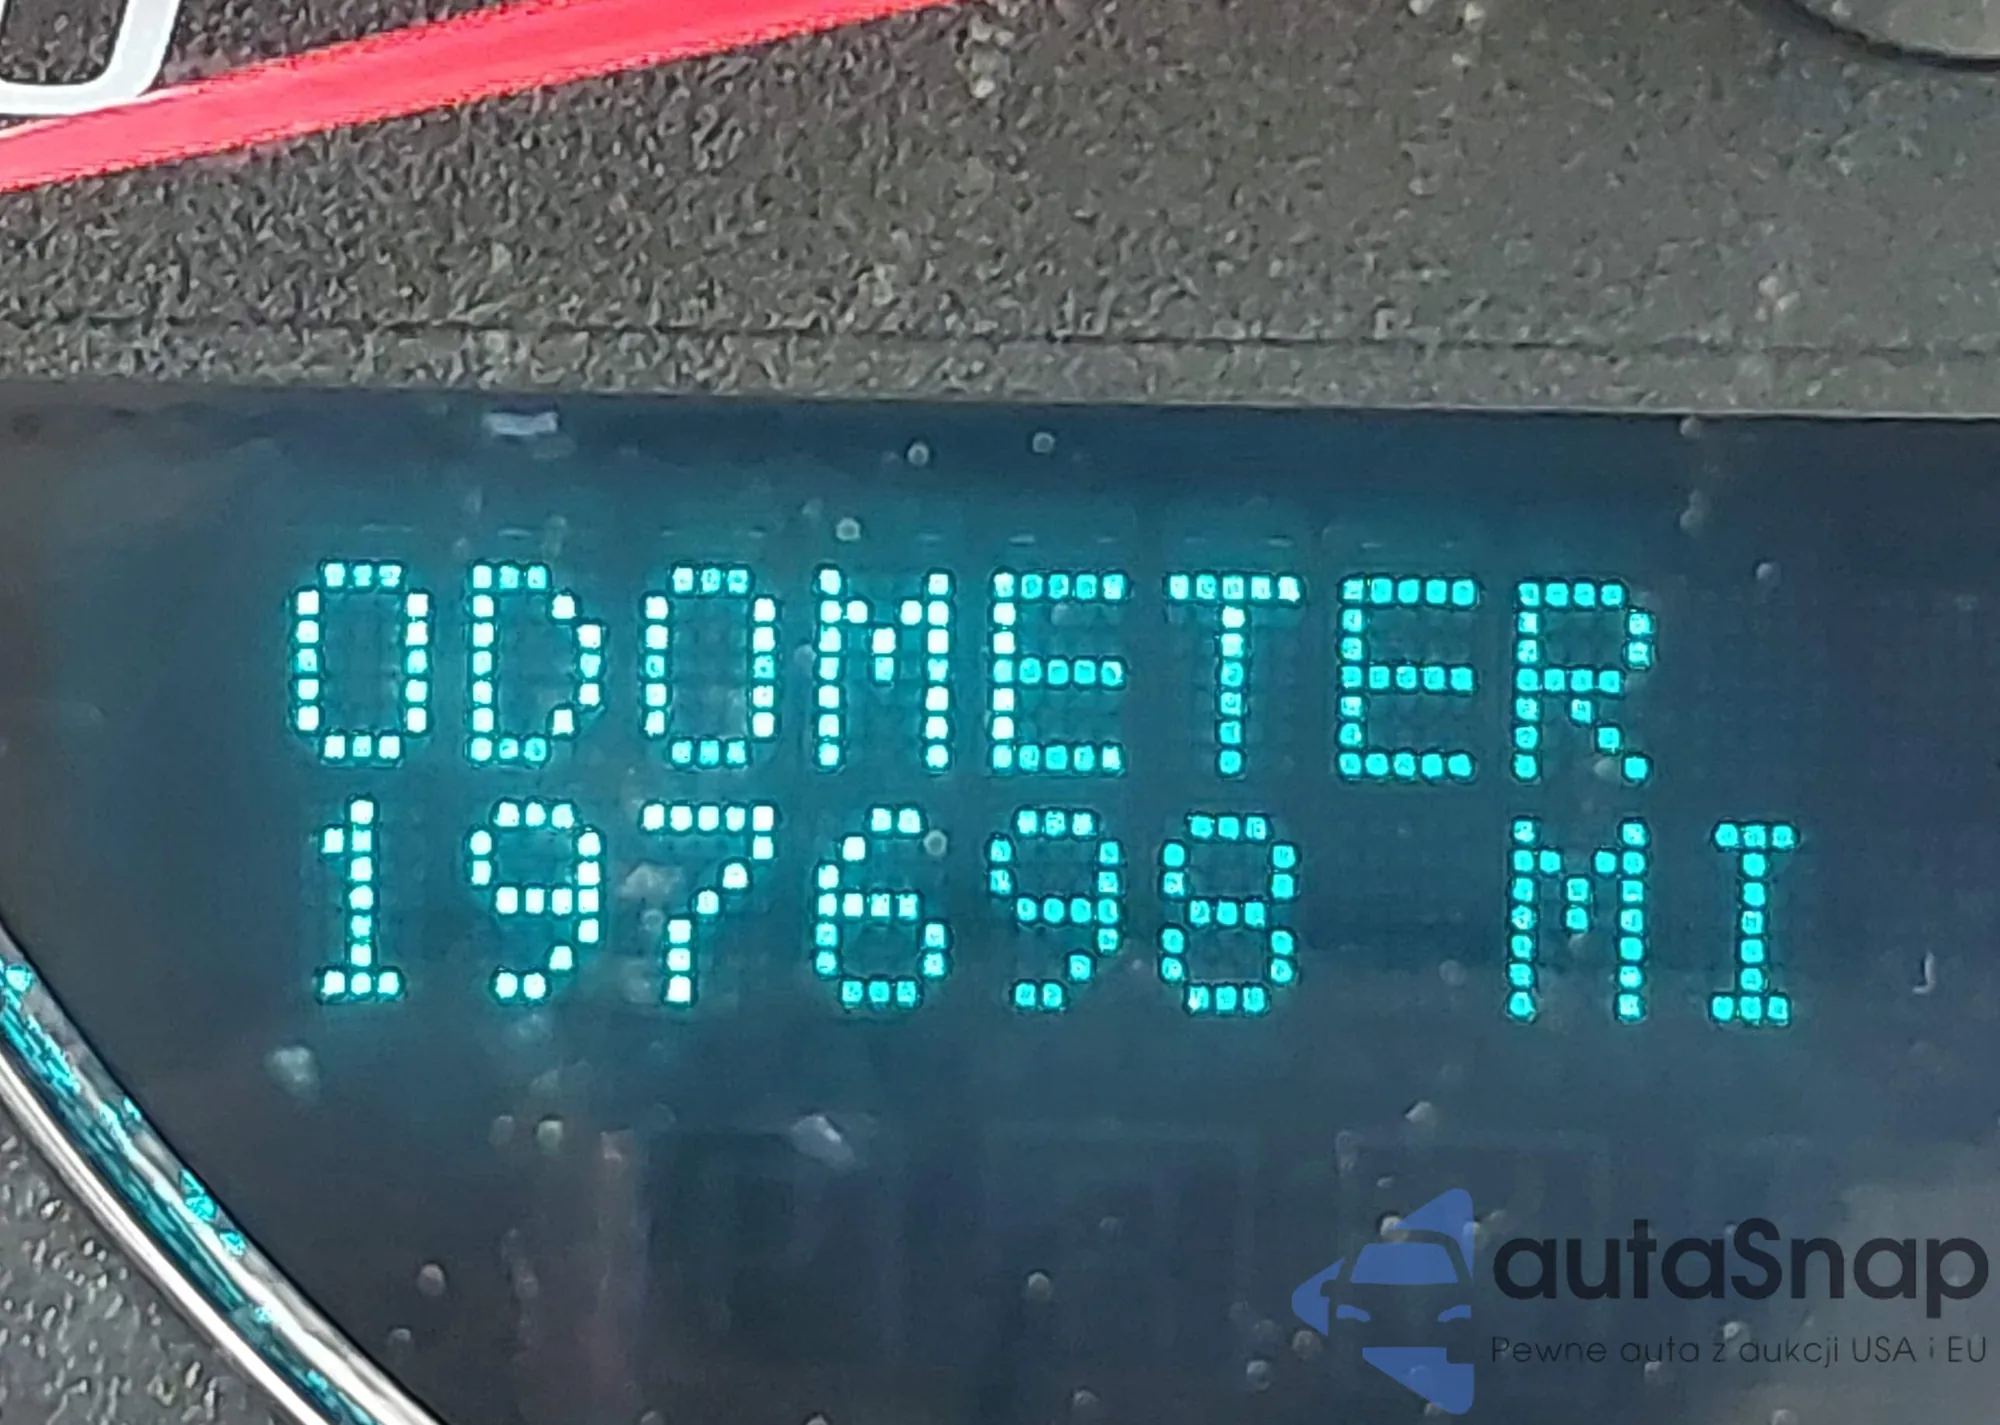 ODOMETER
197698 MI
autaSnap
Pewne auta z aukcji USA i EU